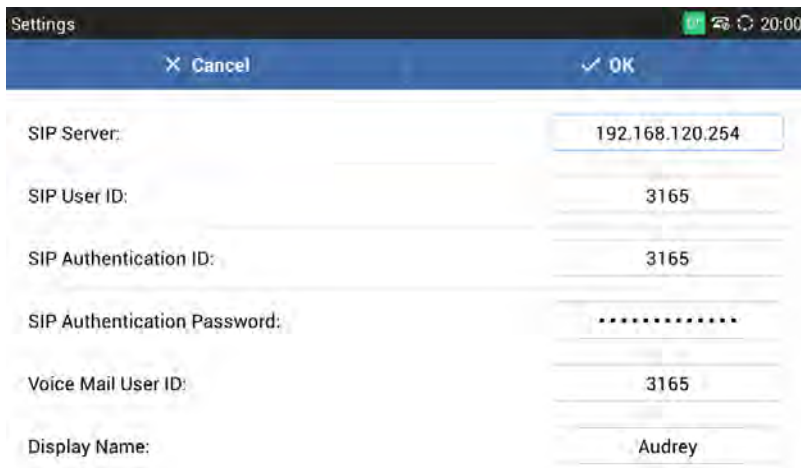 Settings 20:00
Cancel OK
SIP Server: 192.168.120.254
SIP User ID: 3165
SIP Authentication ID: 3165
SIP Authentication Password: •••••••••••••
Voice Mail User ID: 3165
Display Name: Audrey